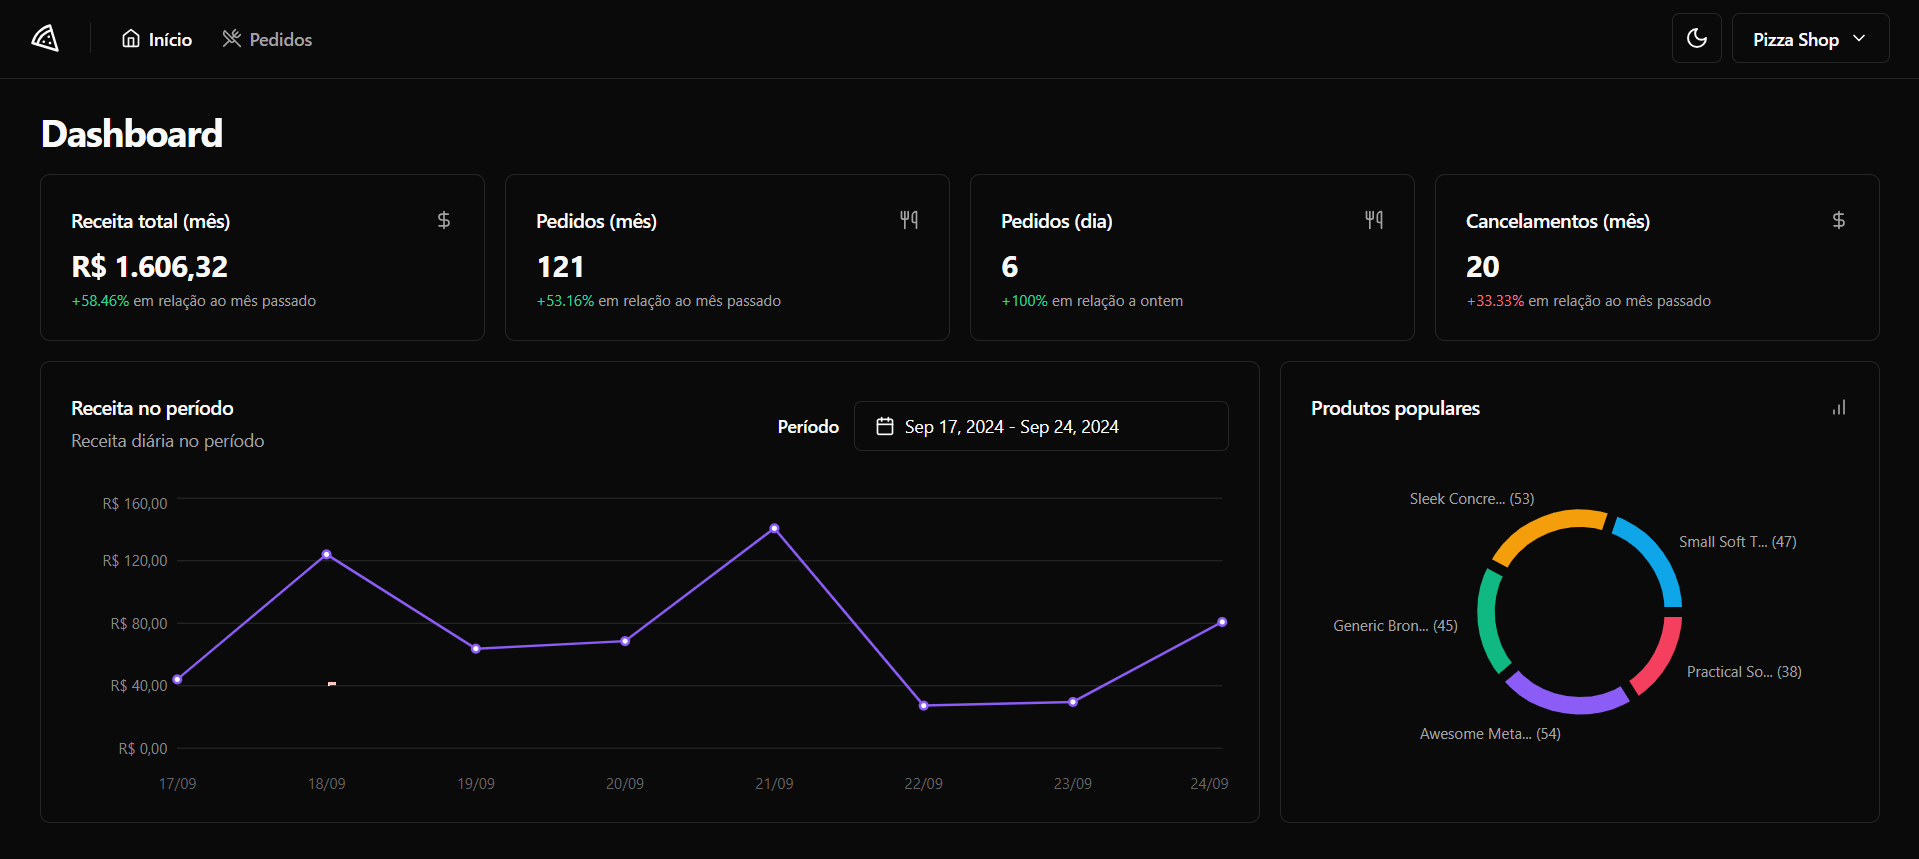 Início
Pedidos
Pizza Shop
Dashboard
Receita total (mês)
R$ 1.606,32
+58.46% em relação ao mês passado
Pedidos (mês)
121
+53.16% em relação ao mês passado
Pedidos (dia)
6
+100% em relação a ontem
Cancelamentos (mês)
20
+33.33% em relação ao mês passado
Receita no período
Receita diária no período
Período
Sep 17, 2024 - Sep 24, 2024
R$ 160,00
R$ 120,00
R$ 80,00
R$ 40,00
R$ 0,00
17/09
18/09
19/09
20/09
21/09
22/09
23/09
24/09
Produtos populares
Sleek Concre... (53)
Small Soft T... (47)
Generic Bron... (45)
Practical So... (38)
Awesome Meta... (54)